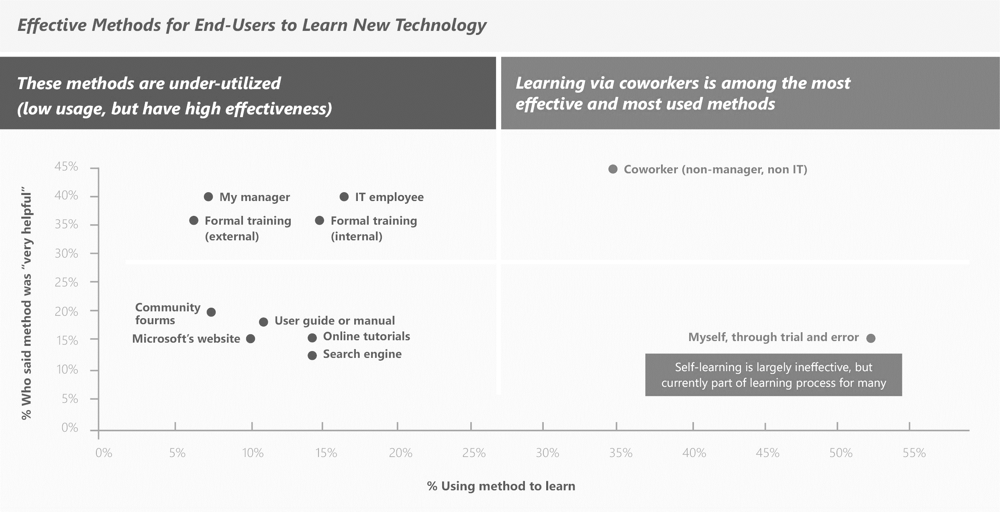 Effective Methods for End-Users to Learn New Technology
These methods are under-utilized
(low usage, but have high effectiveness)
Learning via coworkers is among the most
effective and most used methods
% Who said method was “very helpful”
45%
40%
35%
30%
25%
20%
15%
10%
5%
0%
Coworker (non-manager, non IT)
My manager
IT employee
Formal training
(external)
Formal training
(internal)
Community
fourms
User guide or manual
Microsoft’s website
Online tutorials
Search engine
Myself, through trial and error
Self-learning is largely ineffective, but
currently part of learning process for many
0% 5% 10% 15% 20% 25% 30% 35% 40% 45% 50% 55%
% Using method to learn